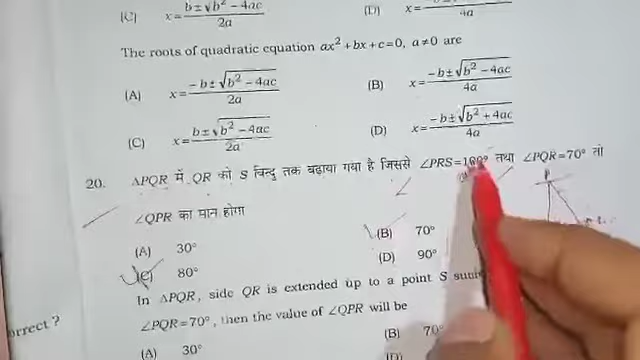 (C) x=b±√b²−4ac/2a (D) x=/4a
The roots of quadratic equation ax²+bx+c=0, a≠0 are
(A) x=−b±√b²−4ac/2a (B) x=−b±√b²−4ac/4a
(C) x=b±√b²−4ac/2a (D) x=−b±√b²+4ac/4a
20. ΔPQR में QR को S बिन्दु तक बढ़ाया गया है जिससे ∠PRS= तथा ∠PQR=70° तो
∠QPR का मान होगा
(A) 30° (B) 70°
(C) 80° (D) 90°
In ΔPQR, side QR is extended up to a point S
orrect ?
∠PQR=70°, then the value of ∠QPR will be
(A) 30° (B) 70°
(D)